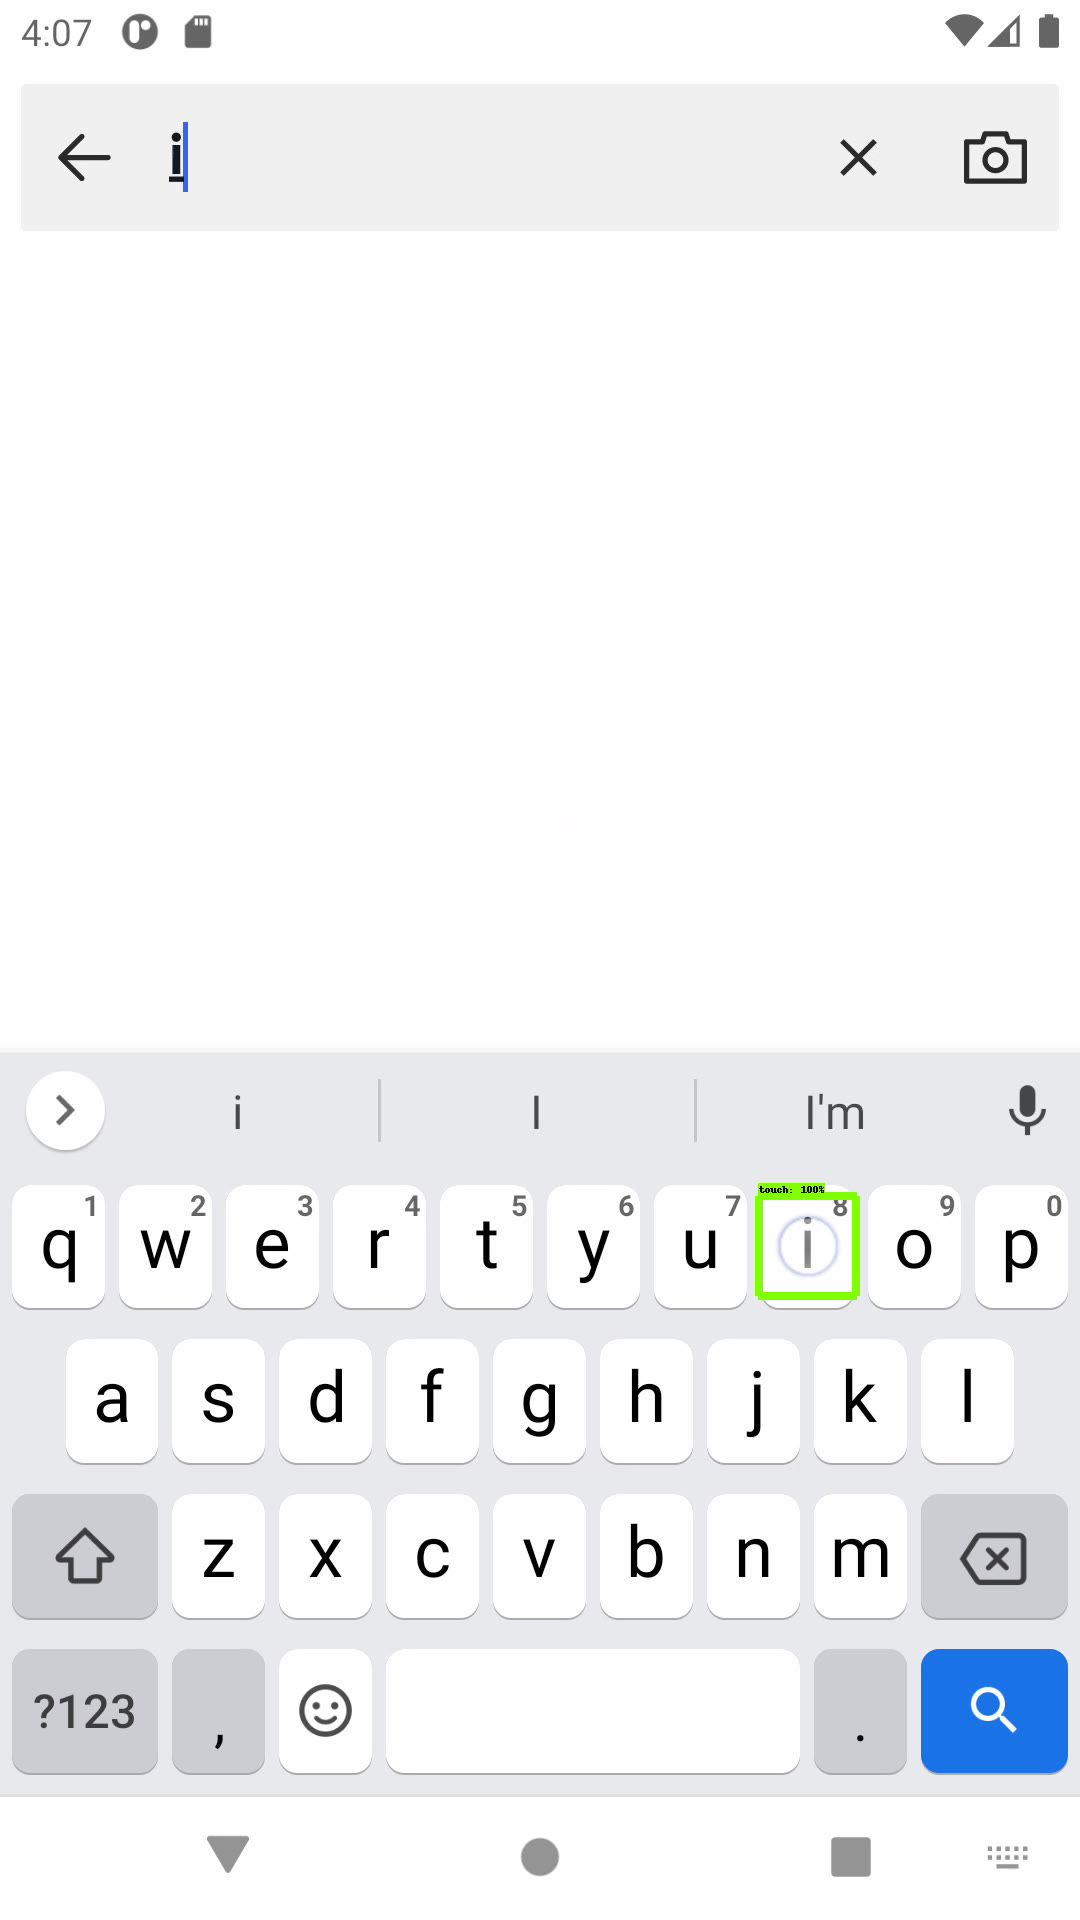 4:07
i
i I I'm
touch: 100%
1 2 3 4 5 6 7 8 9 0
q w e r t y u i o p
a s d f g h j k l
z x c v b n m
?123 , .